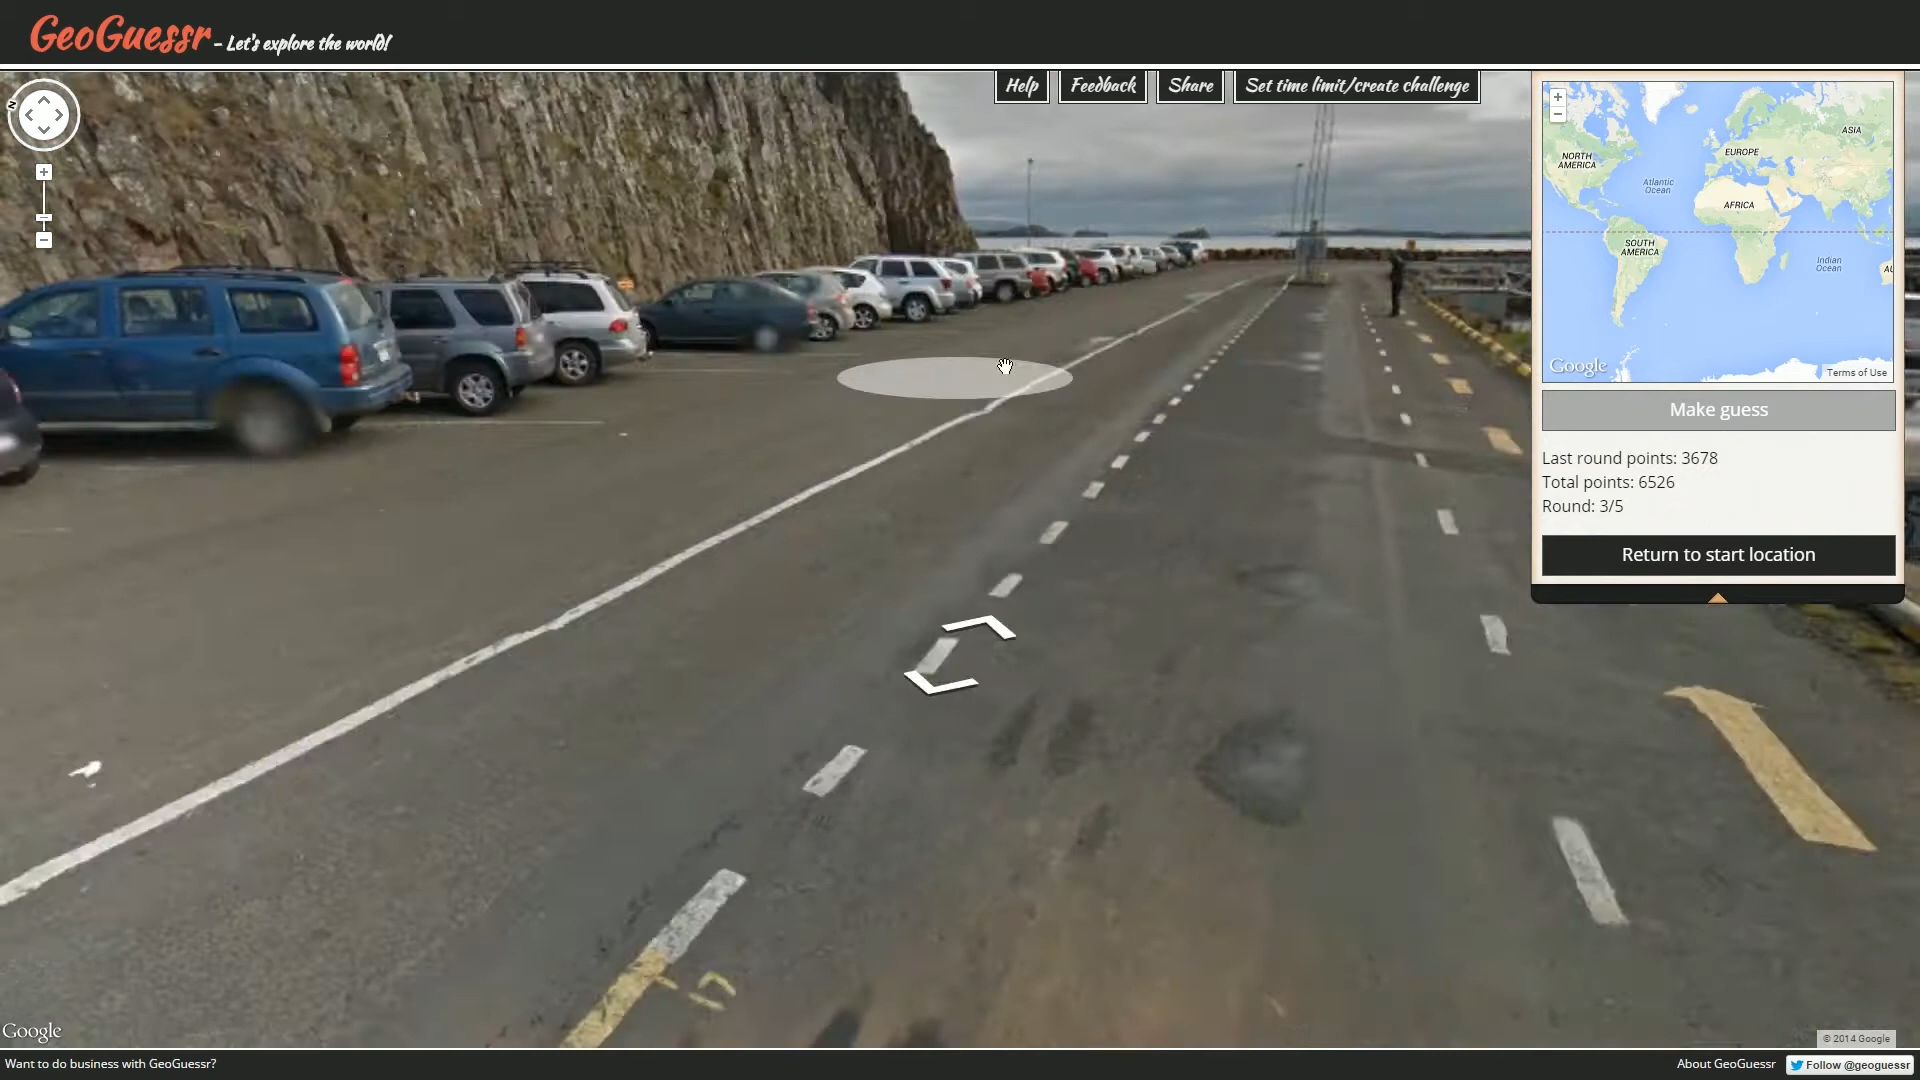 GeoGuessr - Let's explore the world!
Help
Feedback
Share
Set time limit/create challenge
N
+
−
+
−
NORTH AMERICA
Atlantic Ocean
EUROPE
ASIA
AFRICA
SOUTH AMERICA
Indian Ocean
AU
Google
Terms of Use
Make guess
Last round points: 3678
Total points: 6526
Round: 3/5
Return to start location
17
Google
© 2014 Google
Want to do business with GeoGuessr?
About GeoGuessr
Follow @geoguessr